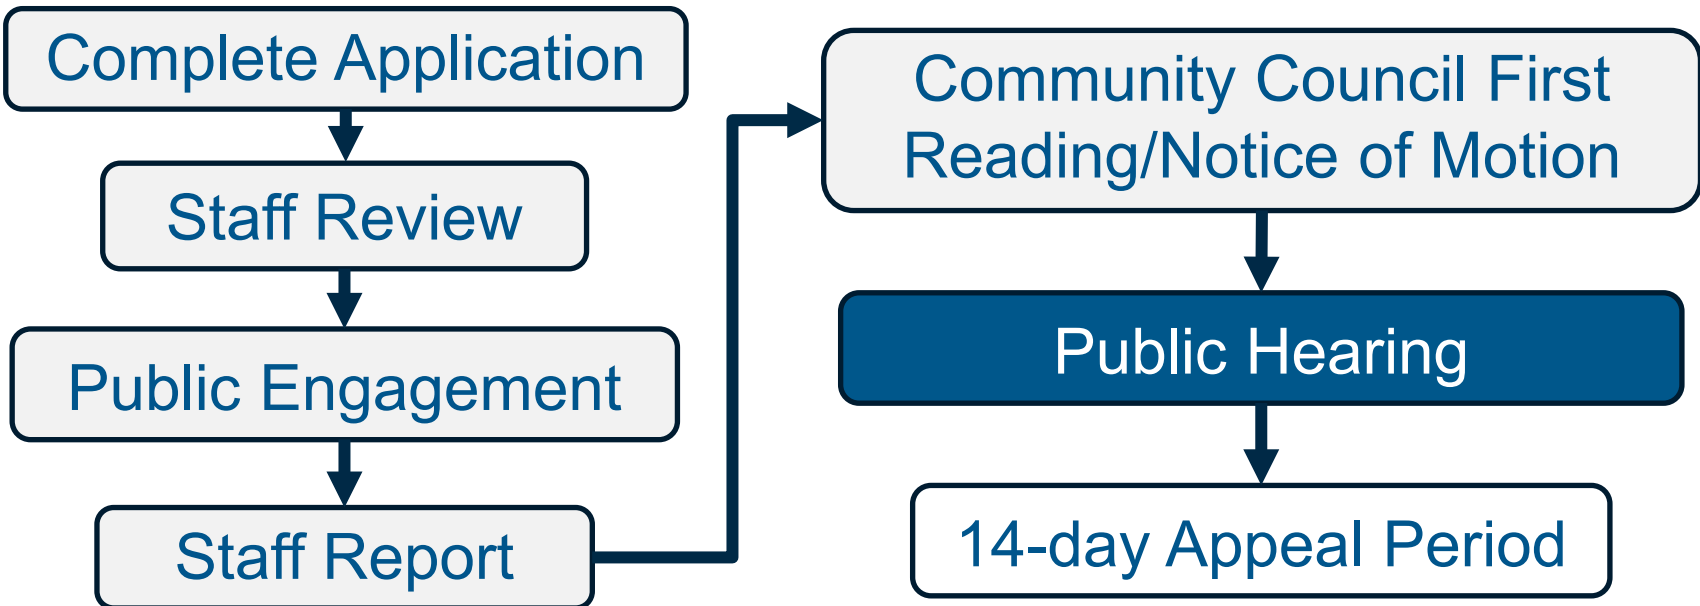 Complete Application
Staff Review
Public Engagement
Staff Report
Community Council First
Reading/Notice of Motion
Public Hearing
14-day Appeal Period